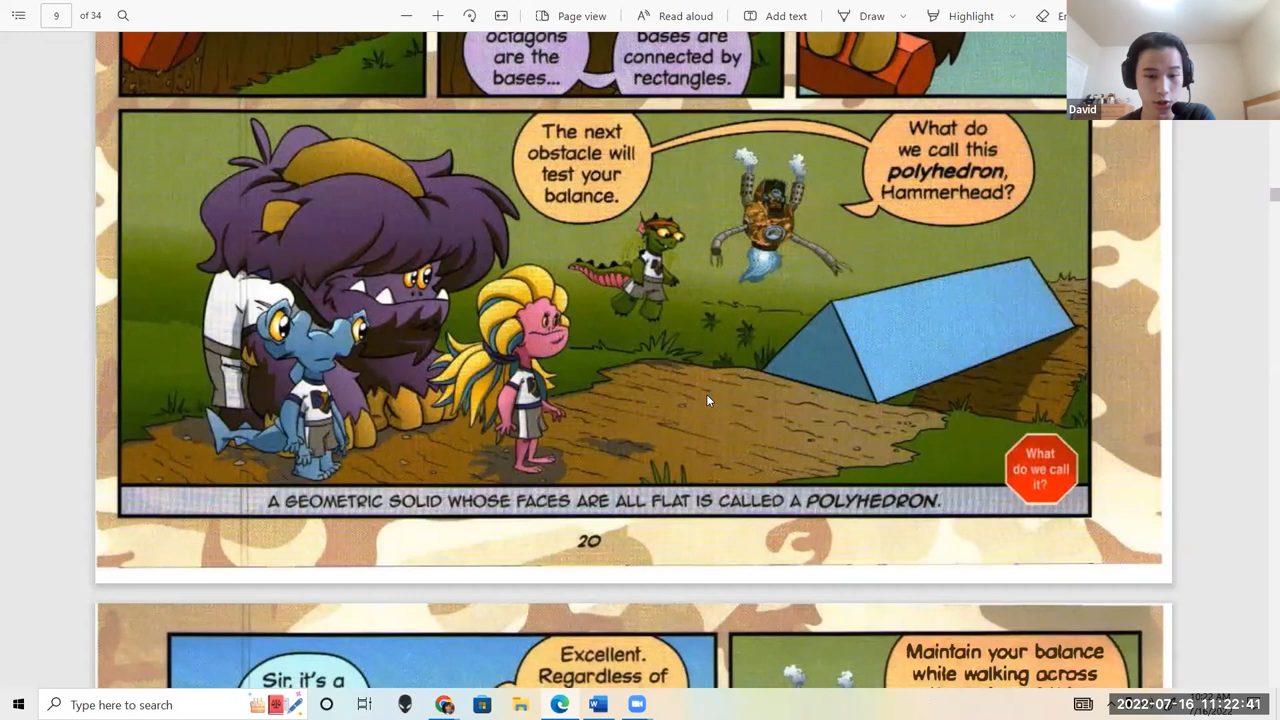 9 of 34
Page view
Read aloud
Add text
Draw
Highlight
David
octagons
are the
bases...
bases are
connected by
rectangles.
The next
obstacle will
test your
balance.
What do
we call this
polyhedron,
Hammerhead?
What
do we call
it?
A GEOMETRIC SOLID WHOSE FACES ARE ALL FLAT IS CALLED A POLYHEDRON.
20
Sir, it's a
Excellent.
Regardless of
Maintain your balance
while walking across
Type here to search
2022-07-16 11:22:41